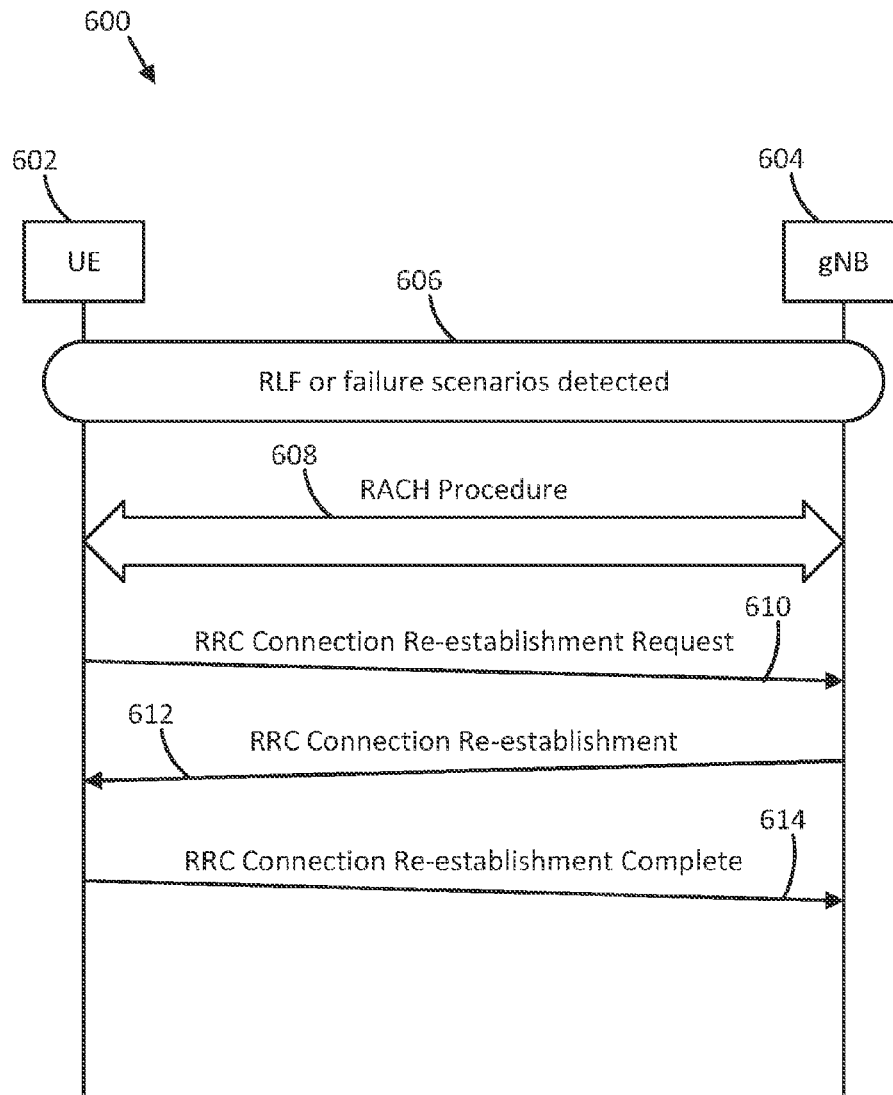 600
602
604
UE
gNB
606
RLF or failure scenarios detected
608
RACH Procedure
610
RRC Connection Re-establishment Request
612
RRC Connection Re-establishment
614
RRC Connection Re-establishment Complete